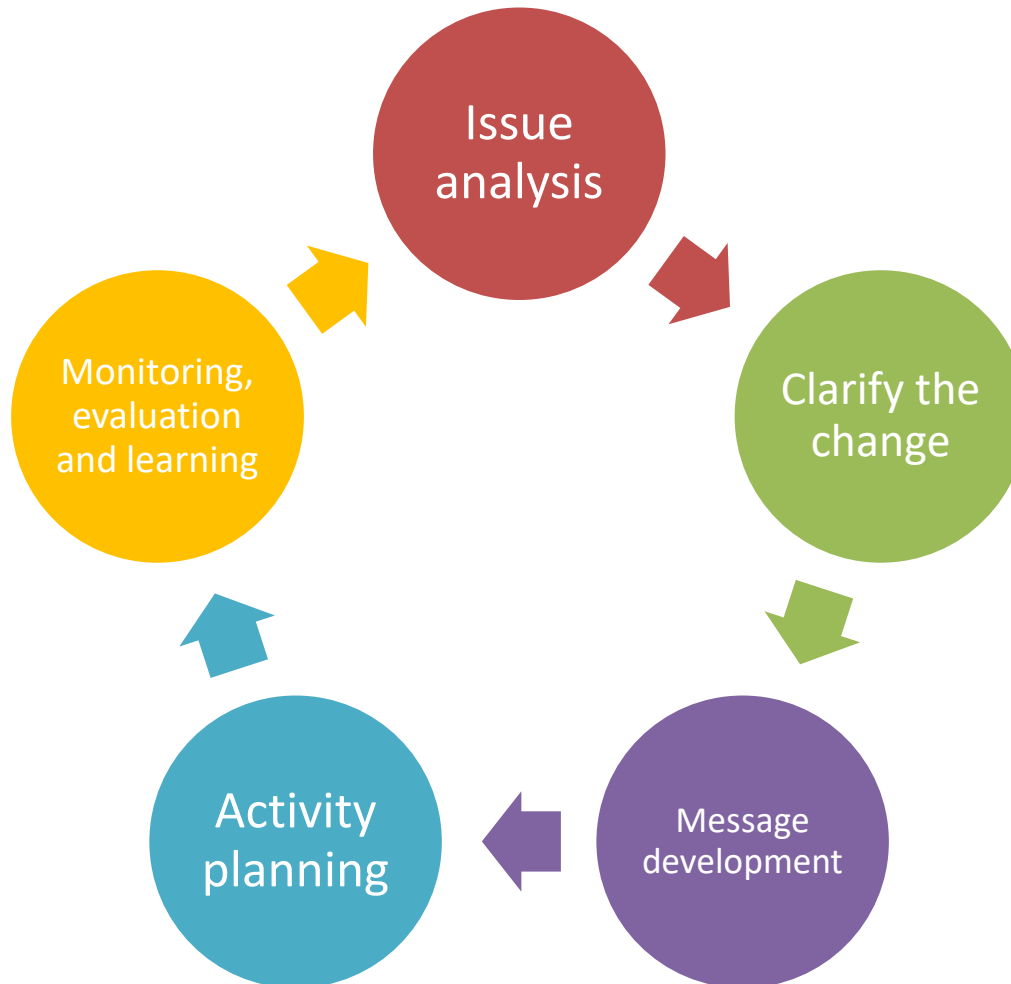 Issue
analysis
Clarify the
change
Message
development
Activity
planning
Monitoring,
evaluation
and learning